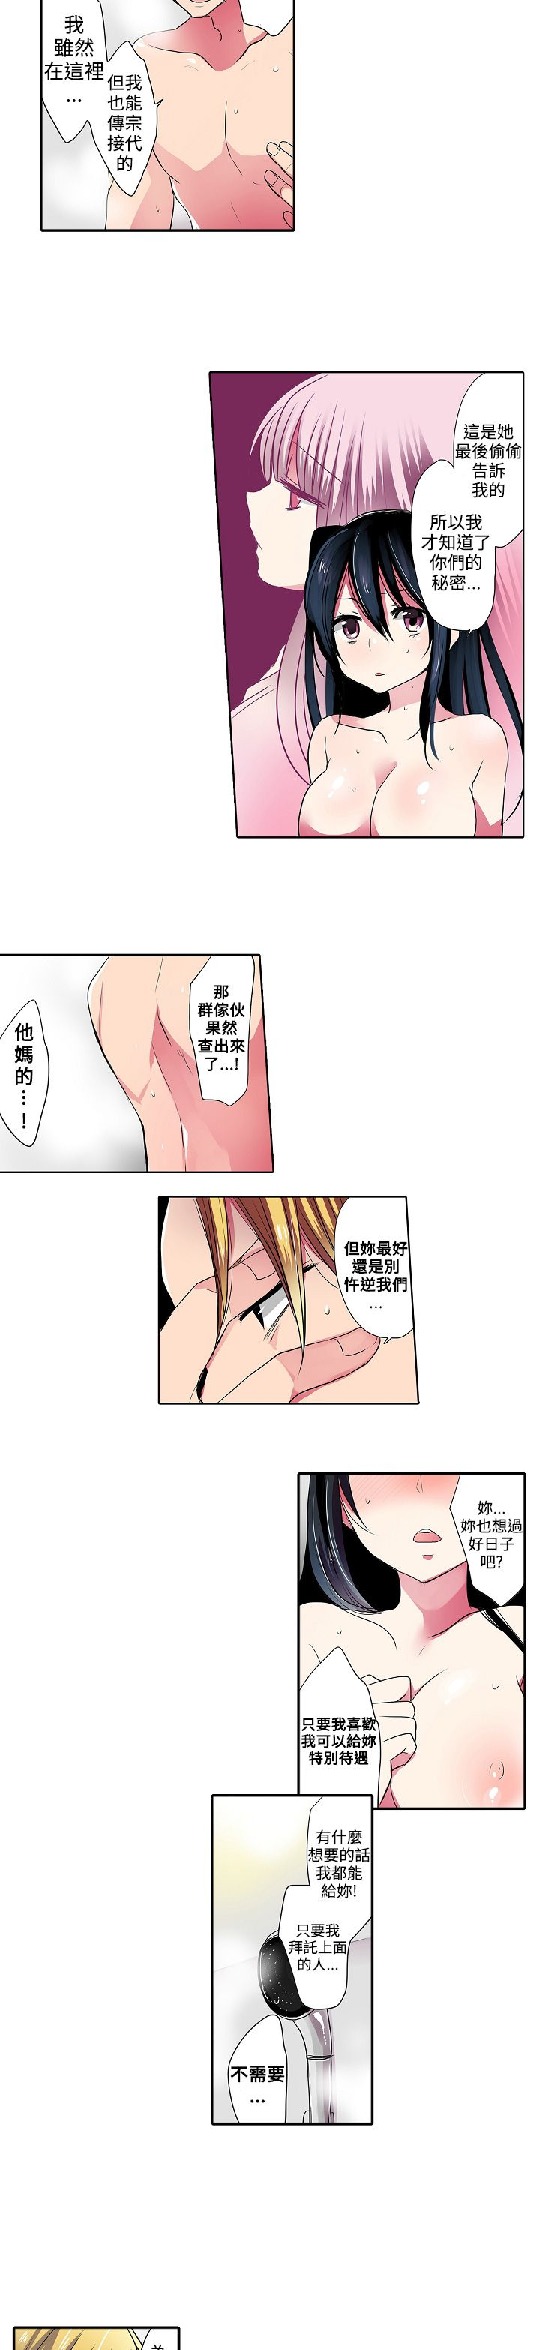 我
雖然
在這裡
…
但我
也能
傳宗
接代
的
這是她
最後偷偷
告訴
我的
所以我
才知道了
你們的
秘密…
那
群傢伙
果然
查出來
了…!
他
媽
的
…
!
但妳最好
還是別
忤逆我們
…
妳…
妳也想過
好日子
吧?
只要我喜歡
我可以給妳
特別待遇
有什麼
想要的話
我都能
給妳!
只要我
拜託上面
的人…
不需要
…